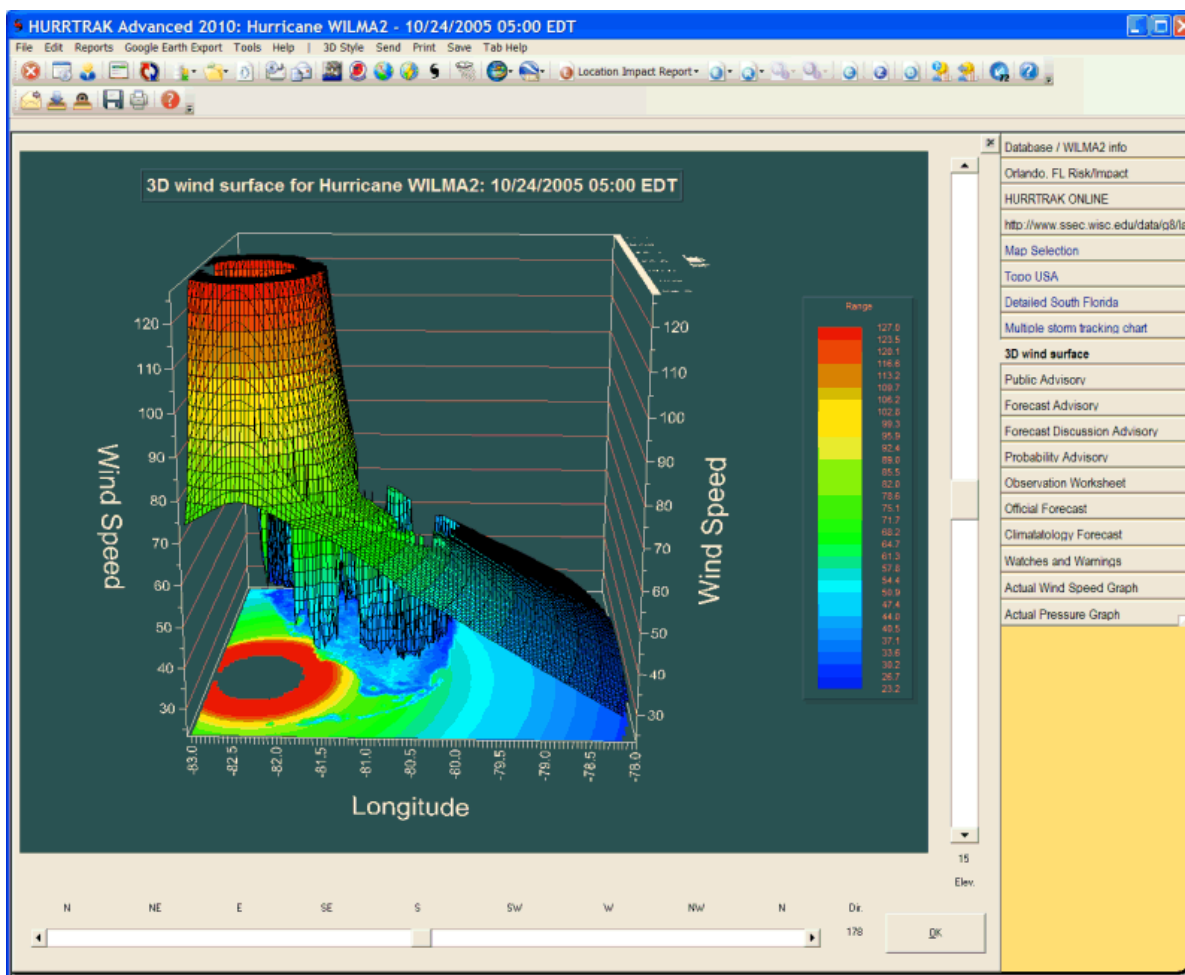 HURRTRAK Advanced 2010: Hurricane WILMA2 - 10/24/2005 05:00 EDT
File Edit Reports Google Earth Export Tools Help | 3D Style Send Print Save Tab Help
Location Impact Report
3D wind surface for Hurricane WILMA2: 10/24/2005 05:00 EDT
Wind Speed
120
110
100
90
80
70
60
50
40
30
Wind Speed
120
110
100
90
80
70
60
50
40
30
-83.0 -82.5 -82.0 -81.5 -81.0 -80.5 -80.0 -79.5 -79.0 -78.5 -78.0
Longitude
Range
127.0
123.5
120.1
116.6
113.2
109.7
106.2
102.8
99.3
95.9
92.4
89.0
85.5
82.0
78.6
75.1
71.7
68.2
64.7
61.3
57.8
54.4
50.9
47.4
44.0
40.5
37.1
33.6
30.2
26.7
23.2
Database / WILMA2 info
Orlando, FL Risk/Impact
HURRTRAK ONLINE
http://www.ssec.wisc.edu/data/g8/la
Map Selection
Topo USA
Detailed South Florida
Multiple storm tracking chart
3D wind surface
Public Advisory
Forecast Advisory
Forecast Discussion Advisory
Probability Advisory
Observation Worksheet
Official Forecast
Climatatology Forecast
Watches and Warnings
Actual Wind Speed Graph
Actual Pressure Graph
15
Elev.
N NE E SE S SW W NW N Dir.
178
OK